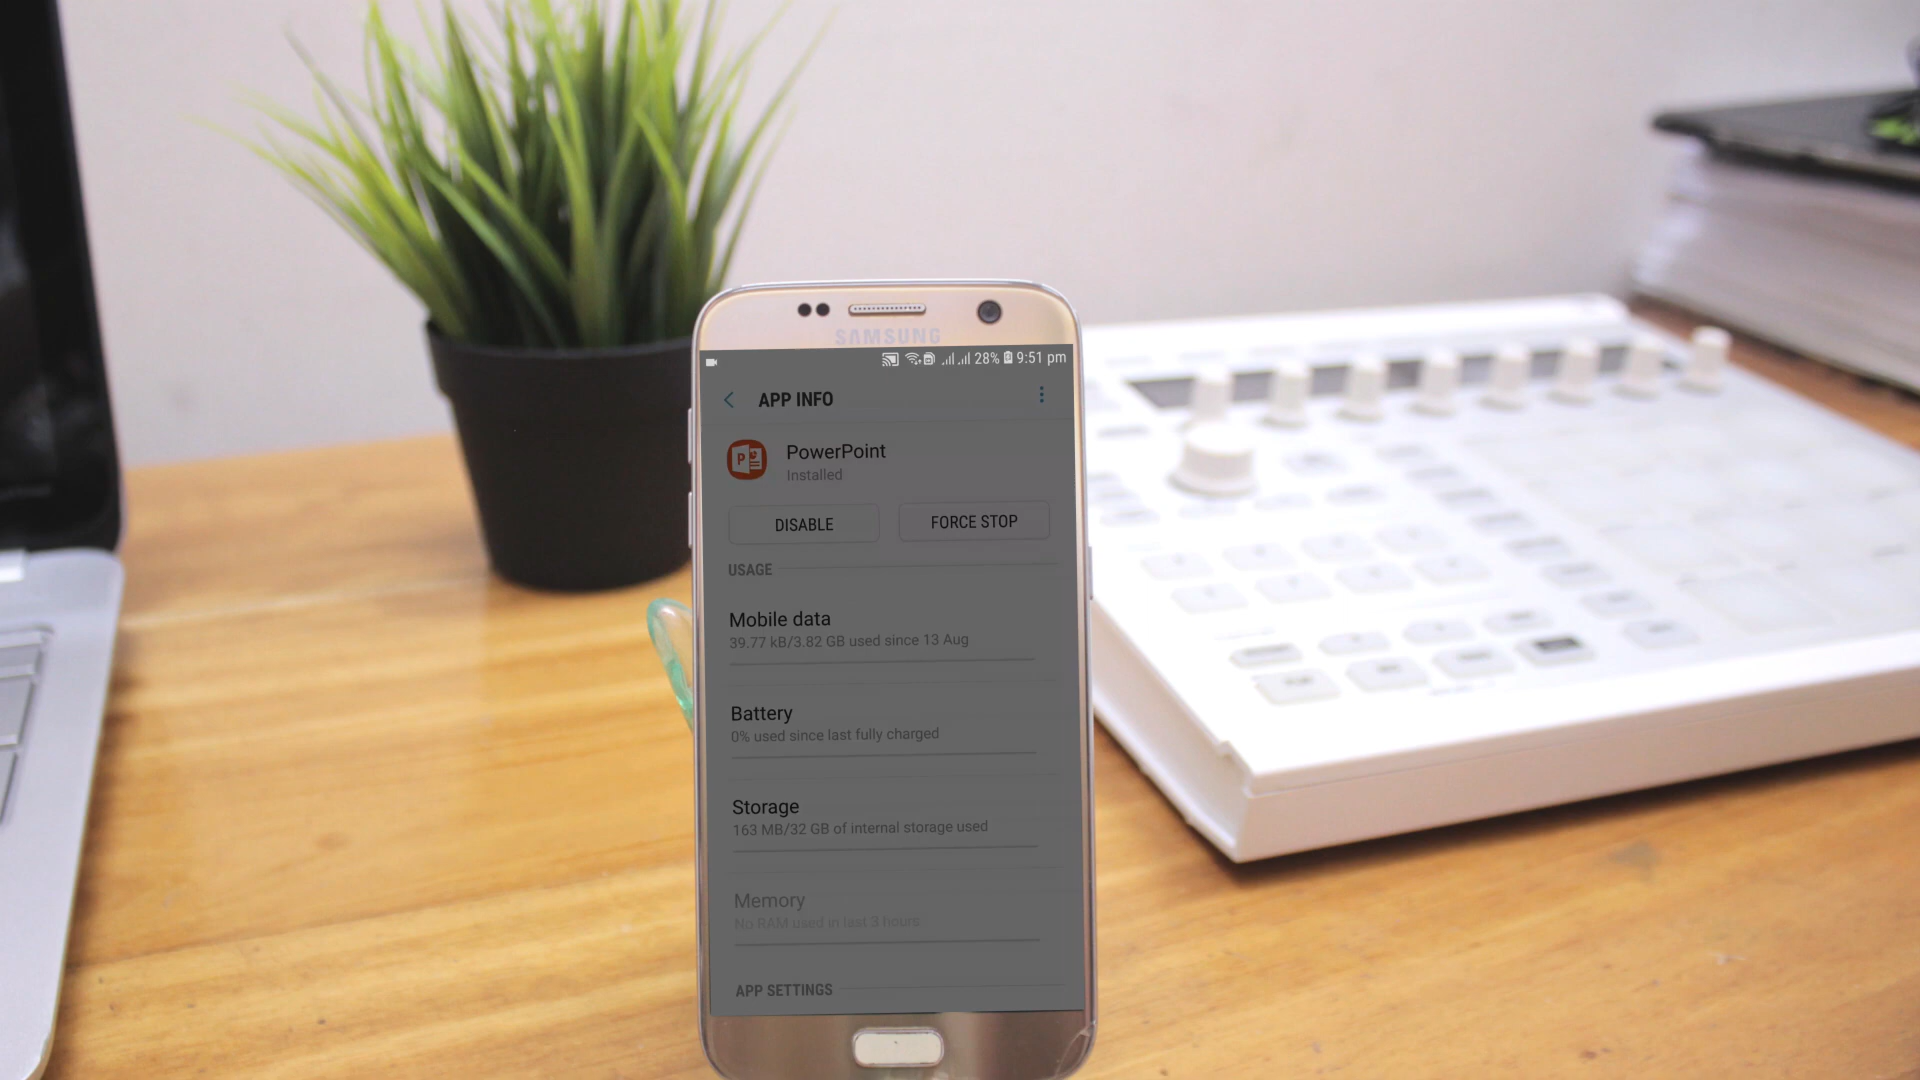 SAMSUNG
28% 9:51 pm
APP INFO
PowerPoint
Installed
DISABLE
FORCE STOP
USAGE
Mobile data
39.77 kB/3.82 GB used since 13 Aug
Battery
0% used since last fully charged
Storage
163 MB/32 GB of internal storage used
Memory
No RAM used in last 3 hours
APP SETTINGS